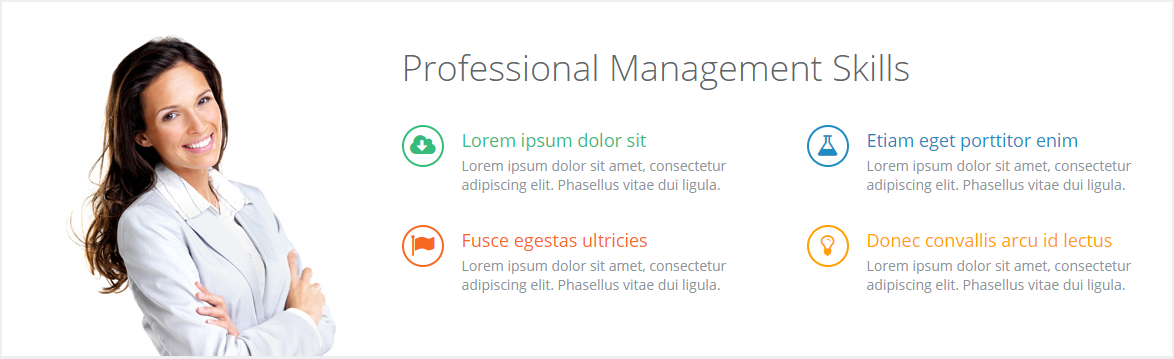 Professional Management Skills
Lorem ipsum dolor sit
Lorem ipsum dolor sit amet, consectetur
adipiscing elit. Phasellus vitae dui ligula.
Etiam eget porttitor enim
Lorem ipsum dolor sit amet, consectetur
adipiscing elit. Phasellus vitae dui ligula.
Fusce egestas ultricies
Lorem ipsum dolor sit amet, consectetur
adipiscing elit. Phasellus vitae dui ligula.
Donec convallis arcu id lectus
Lorem ipsum dolor sit amet, consectetur
adipiscing elit. Phasellus vitae dui ligula.